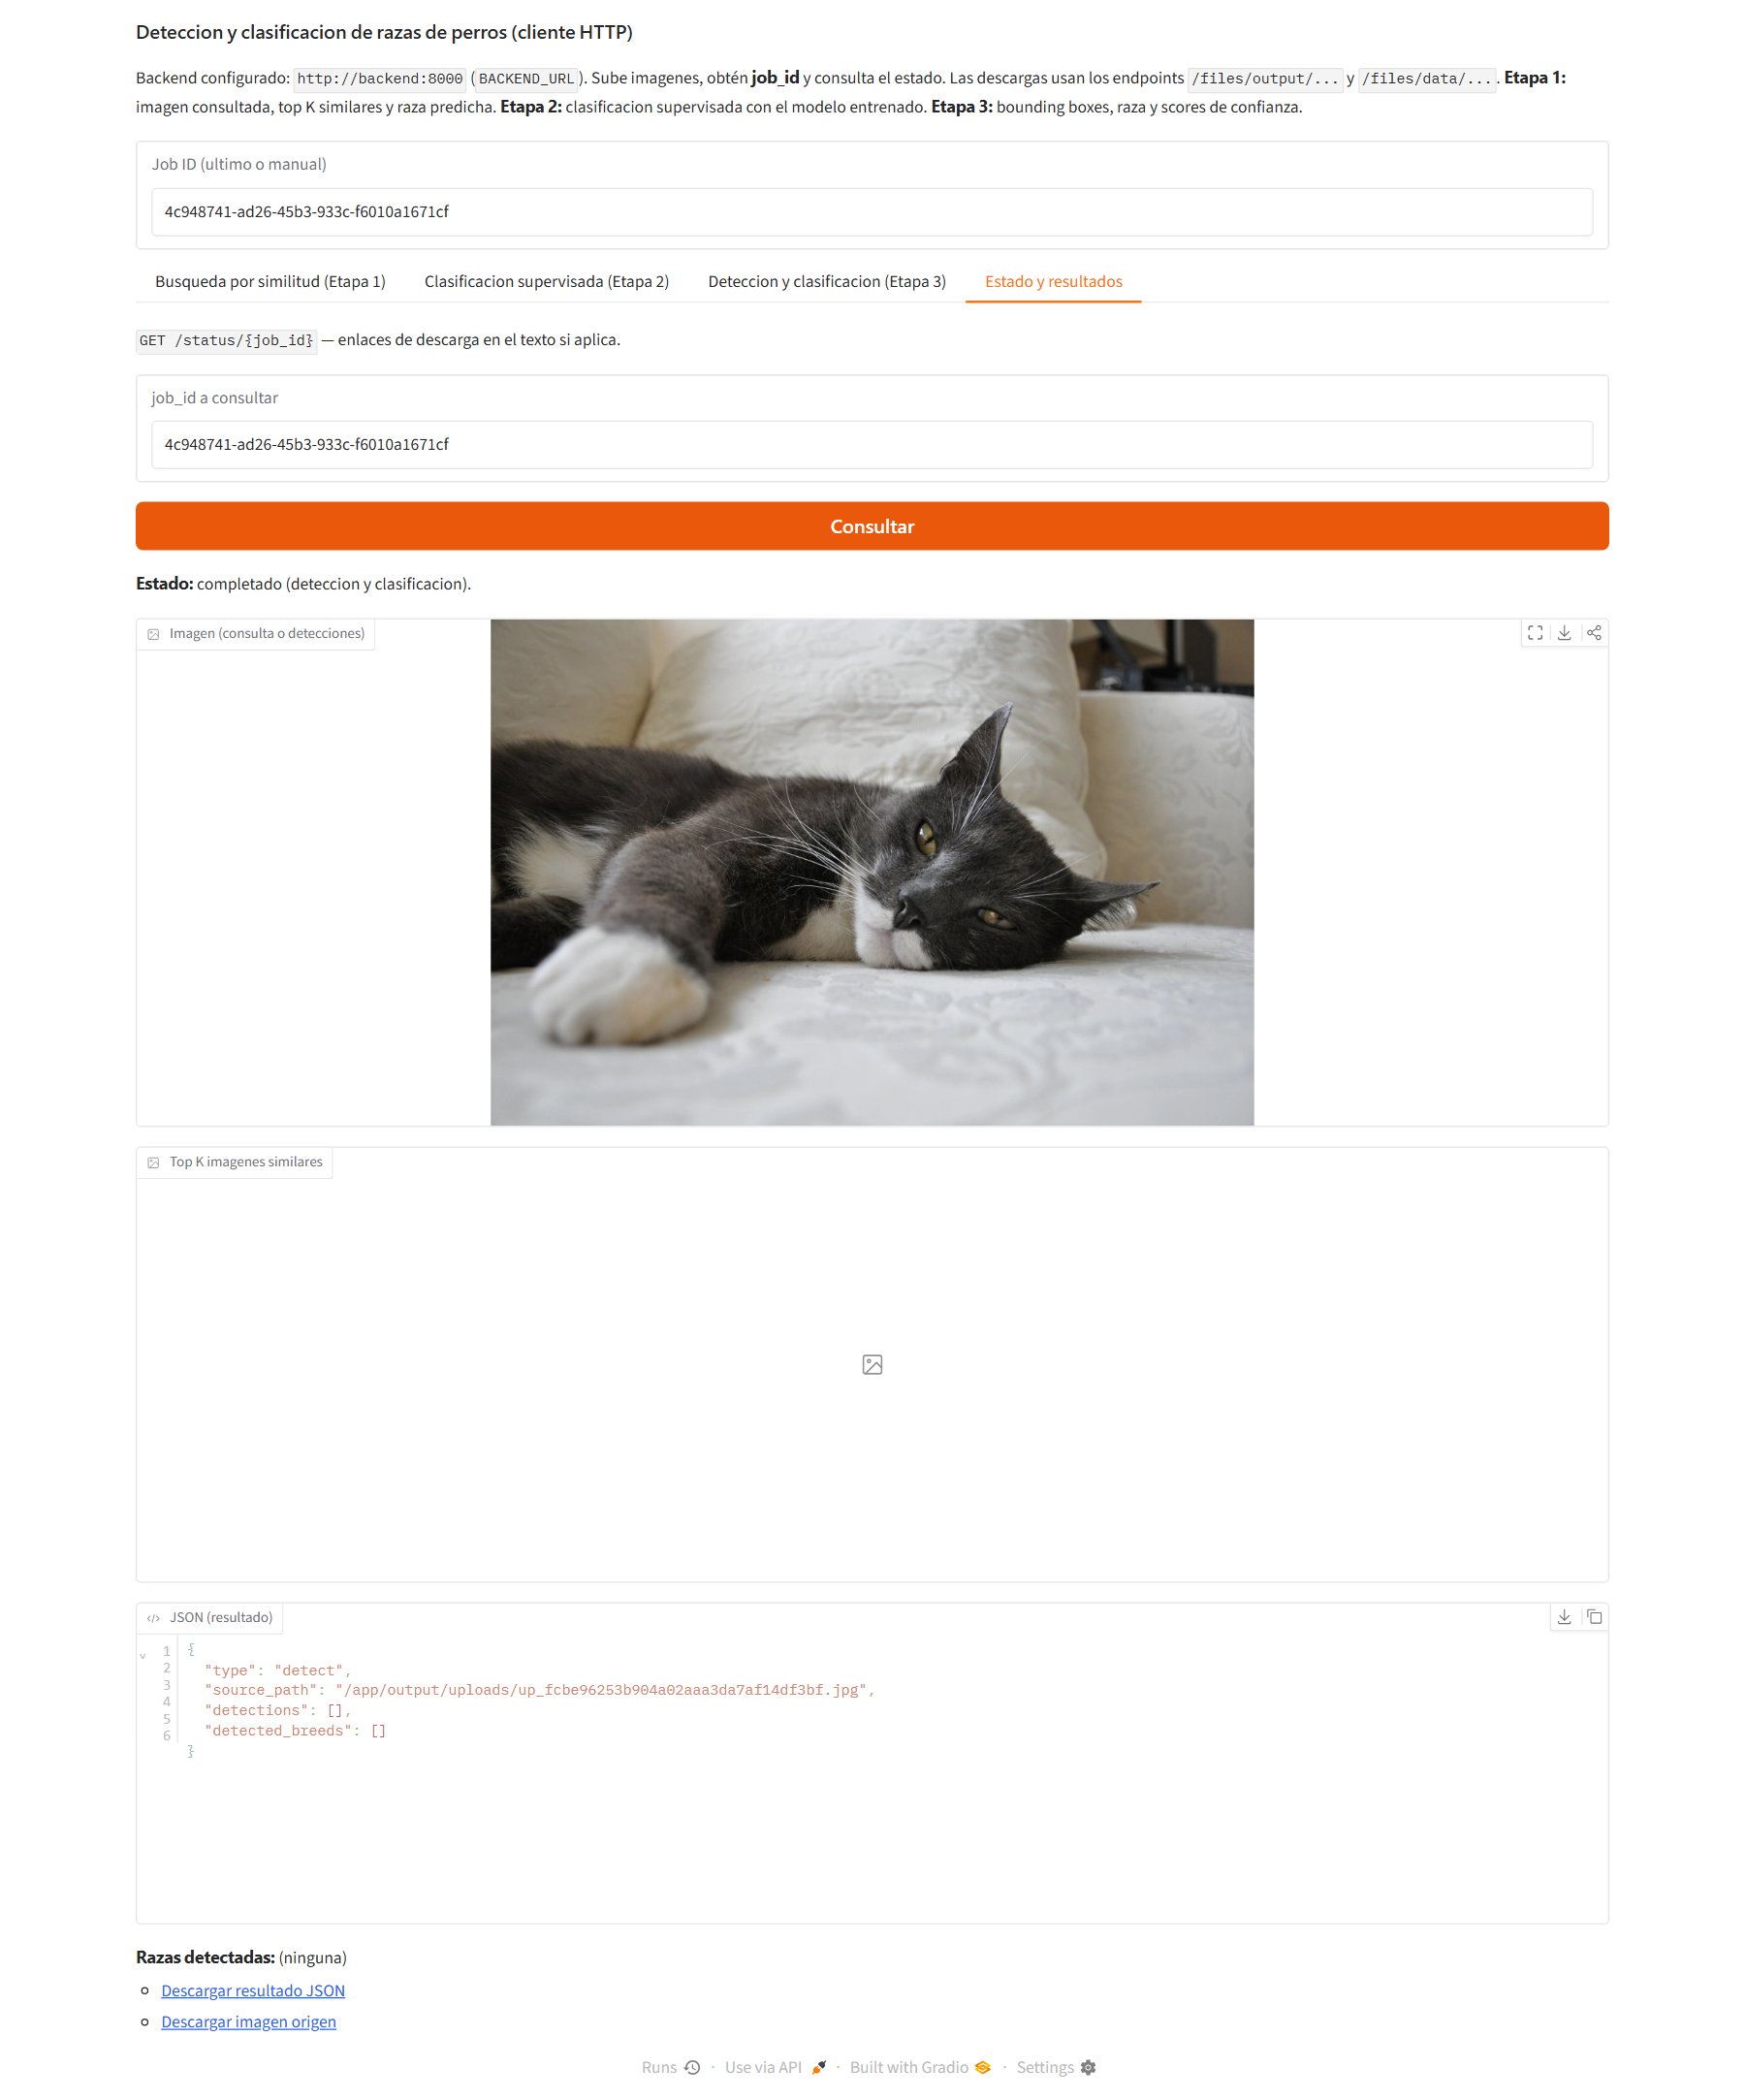 Deteccion y clasificacion de razas de perros (cliente HTTP)
Backend configurado: http://backend:8000 (BACKEND_URL). Sube imagenes, obtén job_id y consulta el estado. Las descargas usan los endpoints /files/output/... y /files/data/.... Etapa 1:
imagen consultada, top K similares y raza predicha. Etapa 2: clasificacion supervisada con el modelo entrenado. Etapa 3: bounding boxes, raza y scores de confianza.
Job ID (ultimo o manual)
4c948741-ad26-45b3-933c-f6010a1671cf
Busqueda por similitud (Etapa 1) Clasificacion supervisada (Etapa 2) Deteccion y clasificacion (Etapa 3) Estado y resultados
GET /status/{job_id} — enlaces de descarga en el texto si aplica.
job_id a consultar
4c948741-ad26-45b3-933c-f6010a1671cf
Consultar
Estado: completado (deteccion y clasificacion).
Imagen (consulta o detecciones)
Top K imagenes similares
JSON (resultado)
1 {
2 "type": "detect",
3 "source_path": "/app/output/uploads/up_fcbe96253b904a02aaa3da7af14df3bf.jpg",
4 "detections": [],
5 "detected_breeds": []
6 }
Razas detectadas: (ninguna)
Descargar resultado JSON
Descargar imagen origen
Runs · Use via API · Built with Gradio · Settings